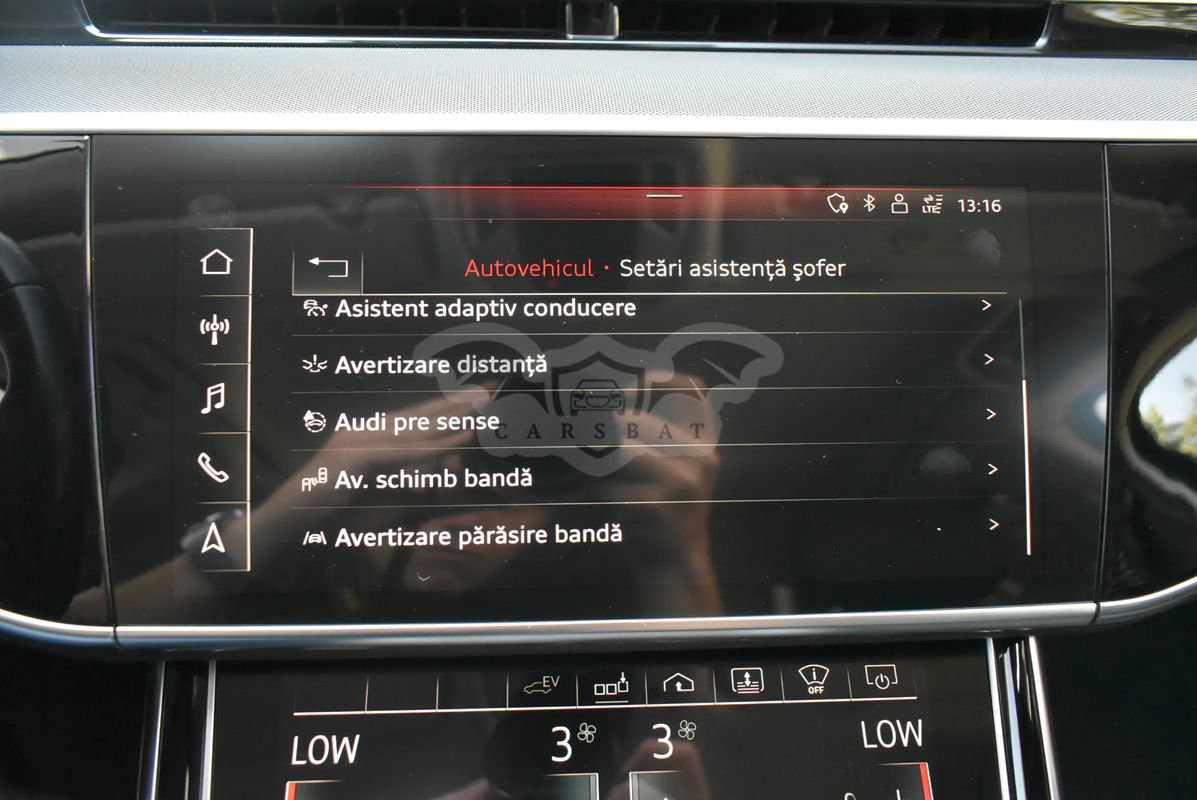 LTE 13:16
Autovehicul • Setări asistenţă şofer
Asistent adaptiv conducere
Avertizare distanţă
Audi pre sense
CARSBAT
Av. schimb bandă
Avertizare părăsire bandă
EV
i
OFF
LOW 3 3 LOW